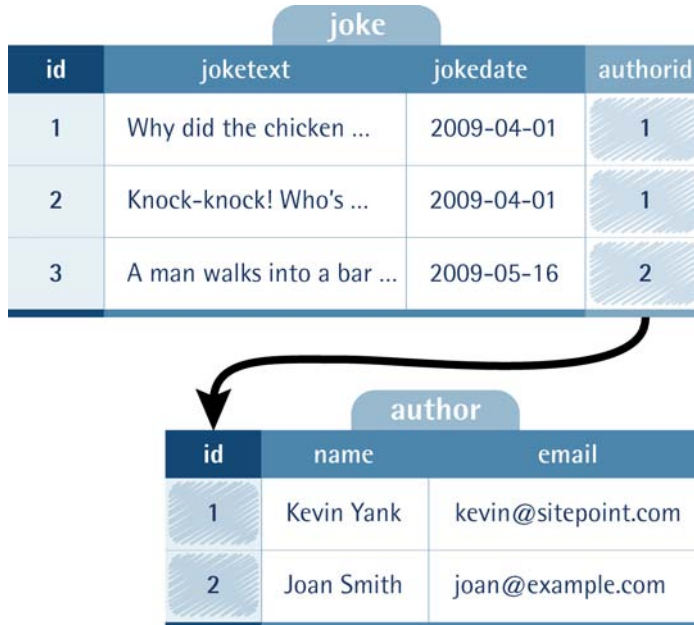 joke
id joketext jokedate authorid
1 Why did the chicken ... 2009-04-01 1
2 Knock-knock! Who's ... 2009-04-01 1
3 A man walks into a bar ... 2009-05-16 2
author
id name email
1 Kevin Yank kevin@sitepoint.com
2 Joan Smith joan@example.com